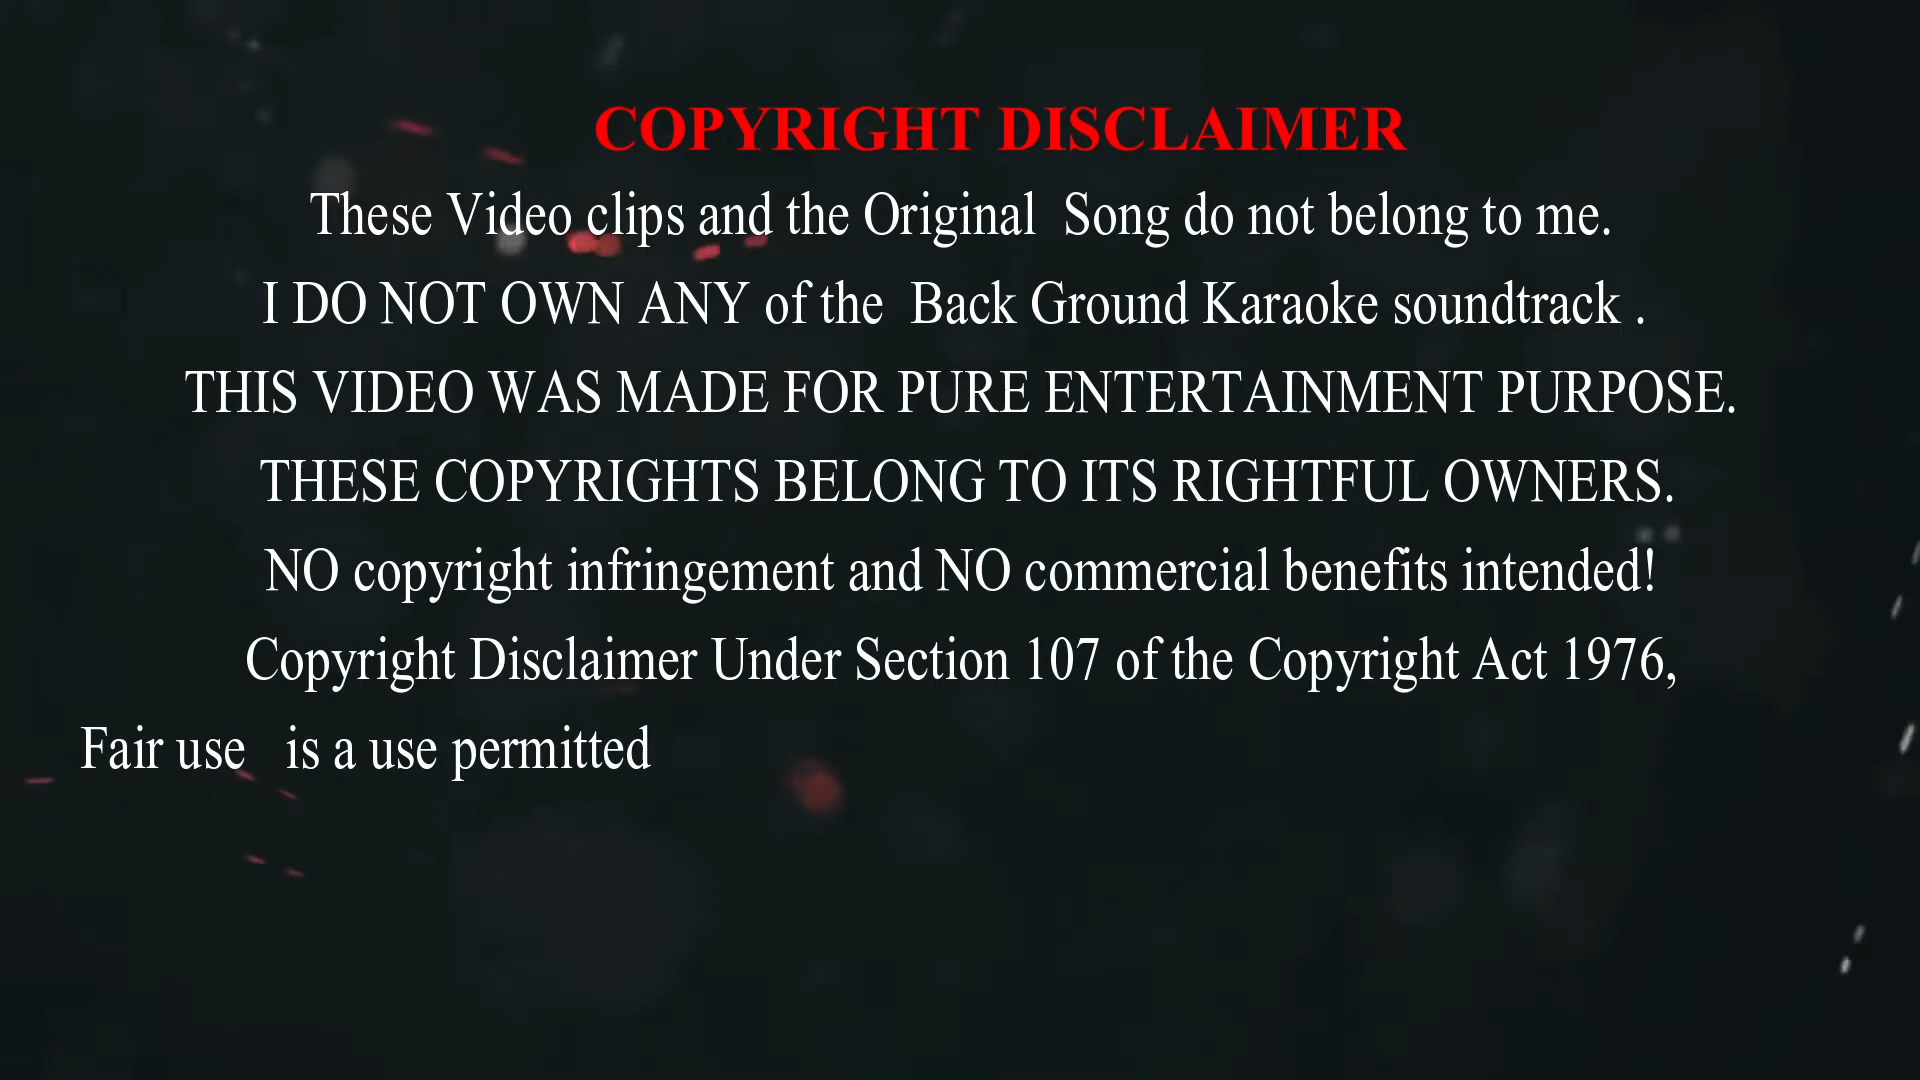 COPYRIGHT DISCLAIMER
These Video clips and the Original  Song do not belong to me.
I DO NOT OWN ANY of the  Back Ground Karaoke soundtrack .
THIS VIDEO WAS MADE FOR PURE ENTERTAINMENT PURPOSE.
THESE COPYRIGHTS BELONG TO ITS RIGHTFUL OWNERS.
NO copyright infringement and NO commercial benefits intended!
Copyright Disclaimer Under Section 107 of the Copyright Act 1976,
Fair use   is a use permitted